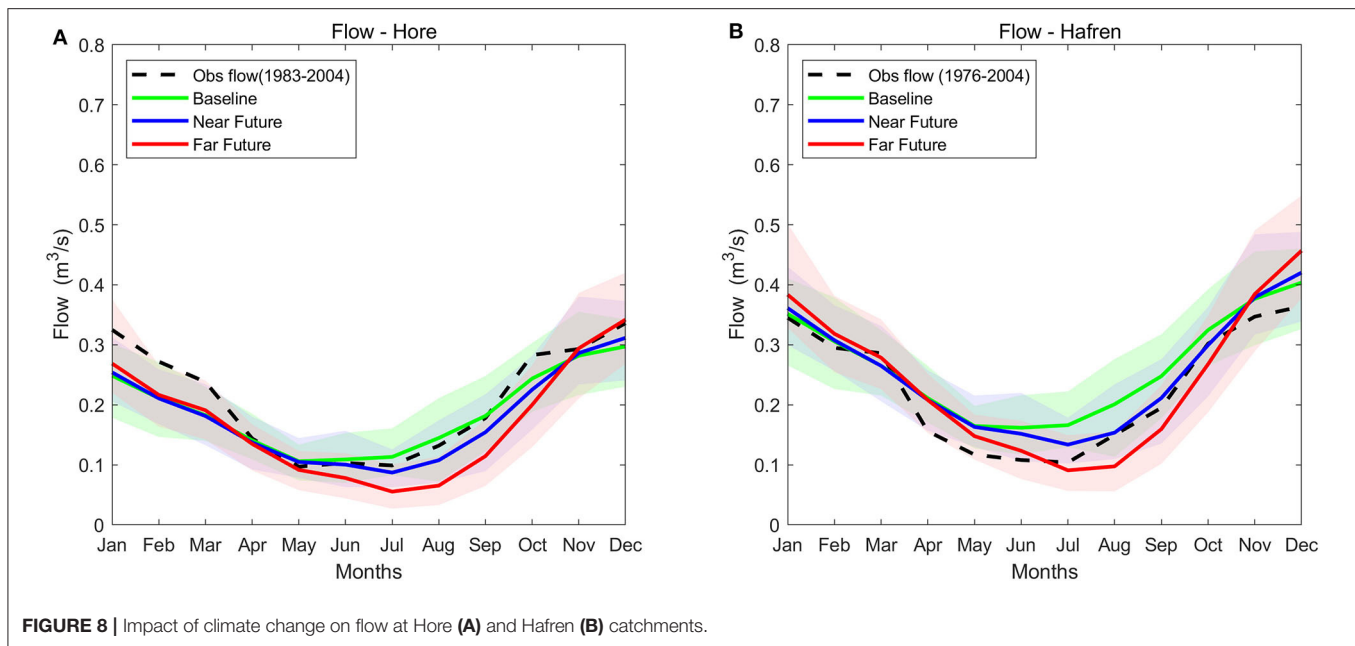 A
Flow - Hore
0.8
0.7
0.6
0.5
0.4
0.3
0.2
0.1
0
Flow (m³/s)
Obs flow(1983-2004)
Baseline
Near Future
Far Future
Jan Feb Mar Apr May Jun Jul Aug Sep Oct Nov Dec
Months
B
Flow - Hafren
0.8
0.7
0.6
0.5
0.4
0.3
0.2
0.1
0
Flow (m³/s)
Obs flow (1976-2004)
Baseline
Near Future
Far Future
Jan Feb Mar Apr May Jun Jul Aug Sep Oct Nov Dec
Months
FIGURE 8 | Impact of climate change on flow at Hore (A) and Hafren (B) catchments.